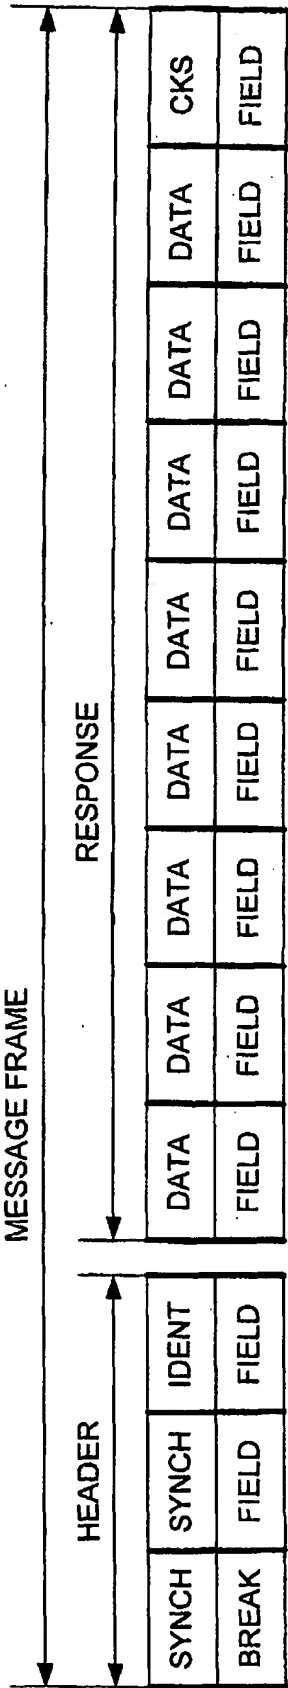 MESSAGE FRAME
HEADER RESPONSE
SYNCH SYNCH IDENT DATA DATA DATA DATA DATA DATA DATA DATA CKS
BREAK FIELD FIELD FIELD FIELD FIELD FIELD FIELD FIELD FIELD FIELD FIELD